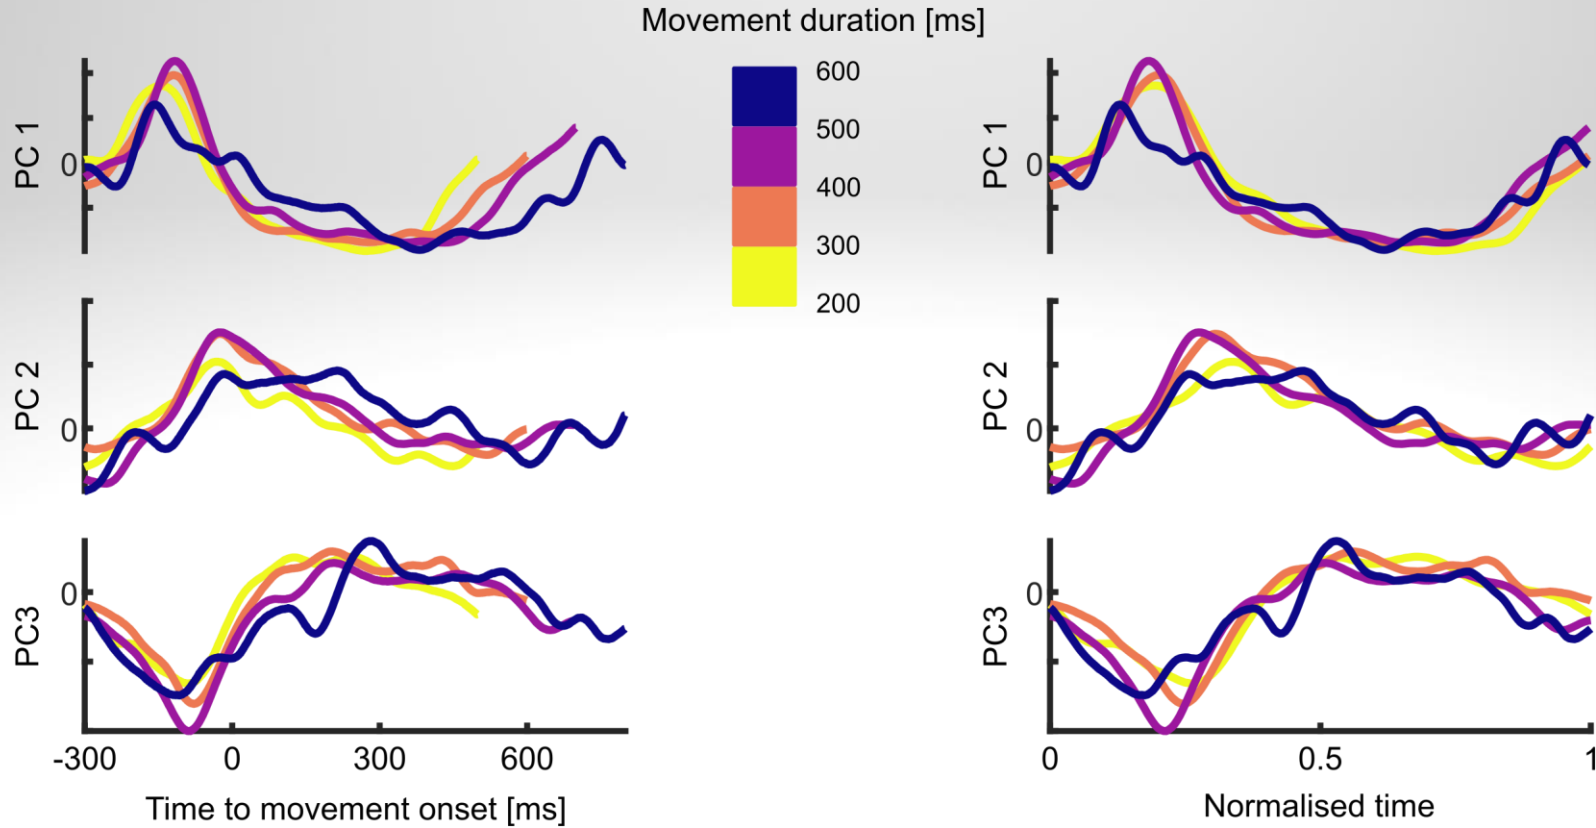 Movement duration [ms]
600
500
400
300
200
PC 1
0
PC 2
0
PC3
0
-300 0 300 600
Time to movement onset [ms]
PC 1
0
PC 2
0
PC3
0
0 0.5 1
Normalised time